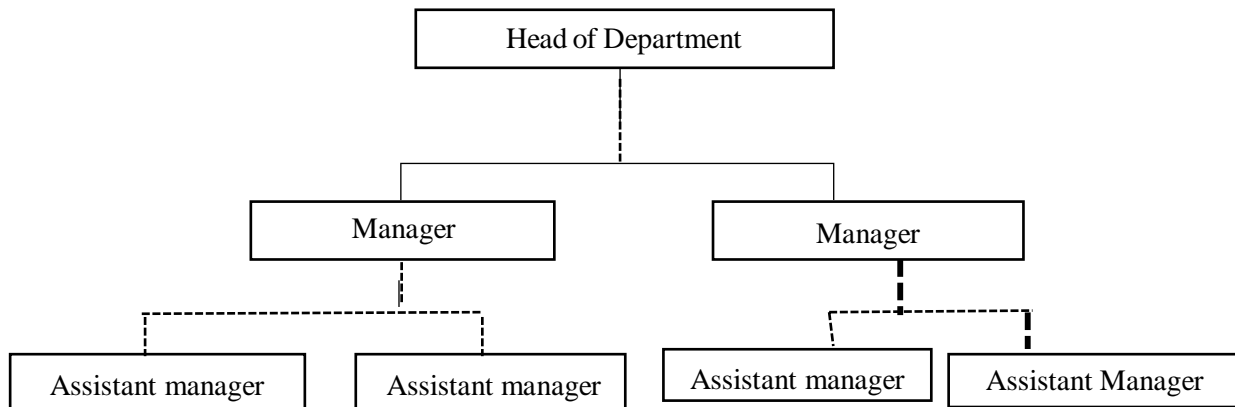 Head of Department
Manager
Manager
Assistant manager
Assistant manager
Assistant manager
Assistant Manager